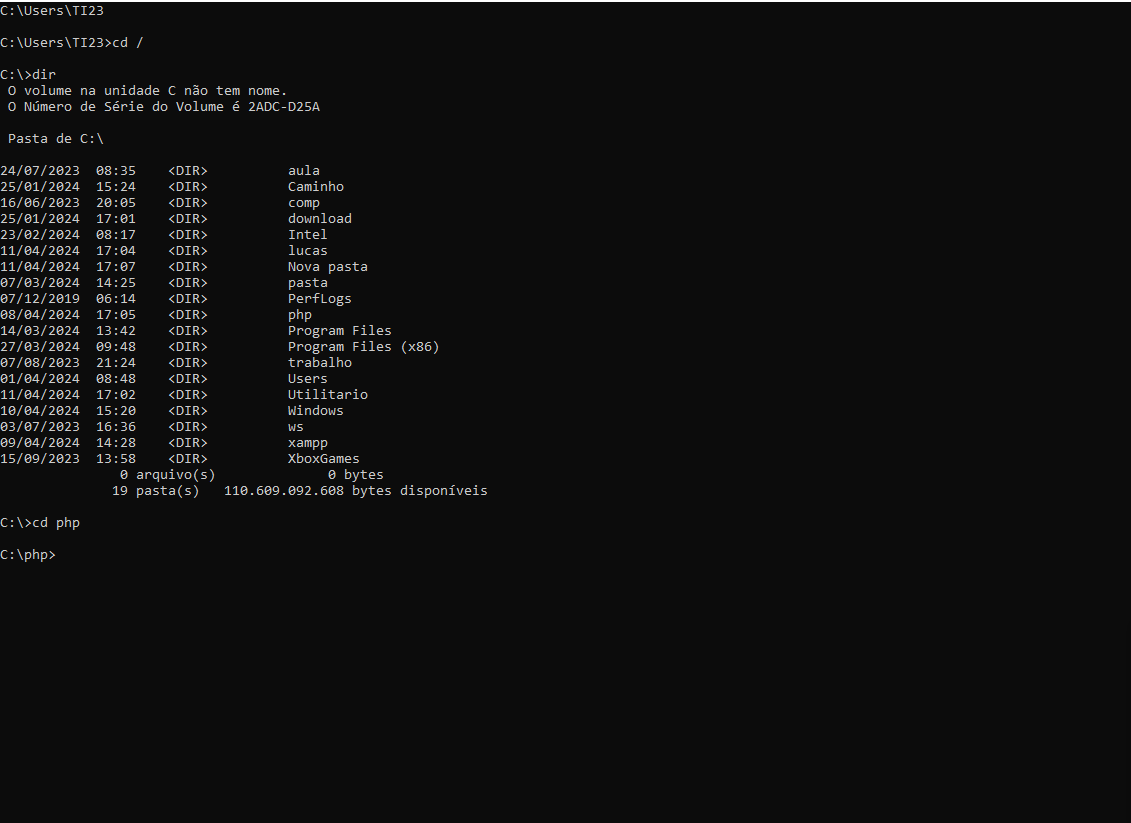 C:\Users\TI23
C:\Users\TI23>cd /
C:\>dir
 O volume na unidade C não tem nome.
 O Número de Série do Volume é 2ADC-D25A
 Pasta de C:\
24/07/2023  08:35    <DIR>          aula
25/01/2024  15:24    <DIR>          Caminho
16/06/2023  20:05    <DIR>          comp
25/01/2024  17:01    <DIR>          download
23/02/2024  08:17    <DIR>          Intel
11/04/2024  17:04    <DIR>          lucas
11/04/2024  17:07    <DIR>          Nova pasta
07/03/2024  14:25    <DIR>          pasta
07/12/2019  06:14    <DIR>          PerfLogs
08/04/2024  17:05    <DIR>          php
14/03/2024  13:42    <DIR>          Program Files
27/03/2024  09:48    <DIR>          Program Files (x86)
07/08/2023  21:24    <DIR>          trabalho
01/04/2024  08:48    <DIR>          Users
11/04/2024  17:02    <DIR>          Utilitario
10/04/2024  15:20    <DIR>          Windows
03/07/2023  16:36    <DIR>          ws
09/04/2024  14:28    <DIR>          xampp
15/09/2023  13:58    <DIR>          XboxGames
               0 arquivo(s)              0 bytes
              19 pasta(s)   110.609.092.608 bytes disponíveis
C:\>cd php
C:\php>